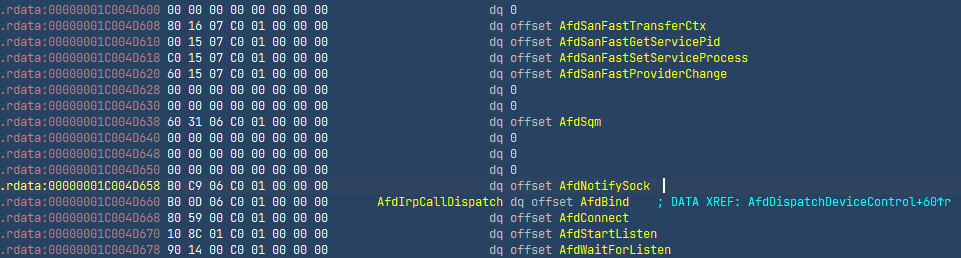 .rdata:00000001C004D600 00 00 00 00 00 00 00 00 dq 0
.rdata:00000001C004D608 80 16 07 C0 01 00 00 00 dq offset AfdSanFastTransferCtx
.rdata:00000001C004D610 00 15 07 C0 01 00 00 00 dq offset AfdSanFastGetServicePid
.rdata:00000001C004D618 C0 15 07 C0 01 00 00 00 dq offset AfdSanFastSetServiceProcess
.rdata:00000001C004D620 60 15 07 C0 01 00 00 00 dq offset AfdSanFastProviderChange
.rdata:00000001C004D628 00 00 00 00 00 00 00 00 dq 0
.rdata:00000001C004D630 00 00 00 00 00 00 00 00 dq 0
.rdata:00000001C004D638 60 31 06 C0 01 00 00 00 dq offset AfdSqm
.rdata:00000001C004D640 00 00 00 00 00 00 00 00 dq 0
.rdata:00000001C004D648 00 00 00 00 00 00 00 00 dq 0
.rdata:00000001C004D650 00 00 00 00 00 00 00 00 dq 0
.rdata:00000001C004D658 B0 C9 06 C0 01 00 00 00 dq offset AfdNotifySock
.rdata:00000001C004D660 B0 0D 06 C0 01 00 00 00 AfdIrpCallDispatch dq offset AfdBind ; DATA XREF: AfdDispatchDeviceControl+60↑r
.rdata:00000001C004D668 80 59 00 C0 01 00 00 00 dq offset AfdConnect
.rdata:00000001C004D670 10 8C 01 C0 01 00 00 00 dq offset AfdStartListen
.rdata:00000001C004D678 90 14 00 C0 01 00 00 00 dq offset AfdWaitForListen